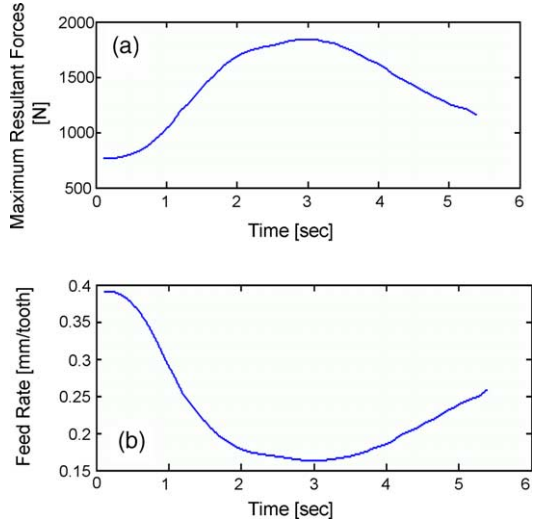 (a)
Maximum Resultant Forces
[N]
2000
1500
1000
500
0 1 2 3 4 5 6
Time [sec]
(b)
Feed Rate [mm/tooth]
0.4
0.35
0.3
0.25
0.2
0.15
0 1 2 3 4 5 6
Time [sec]